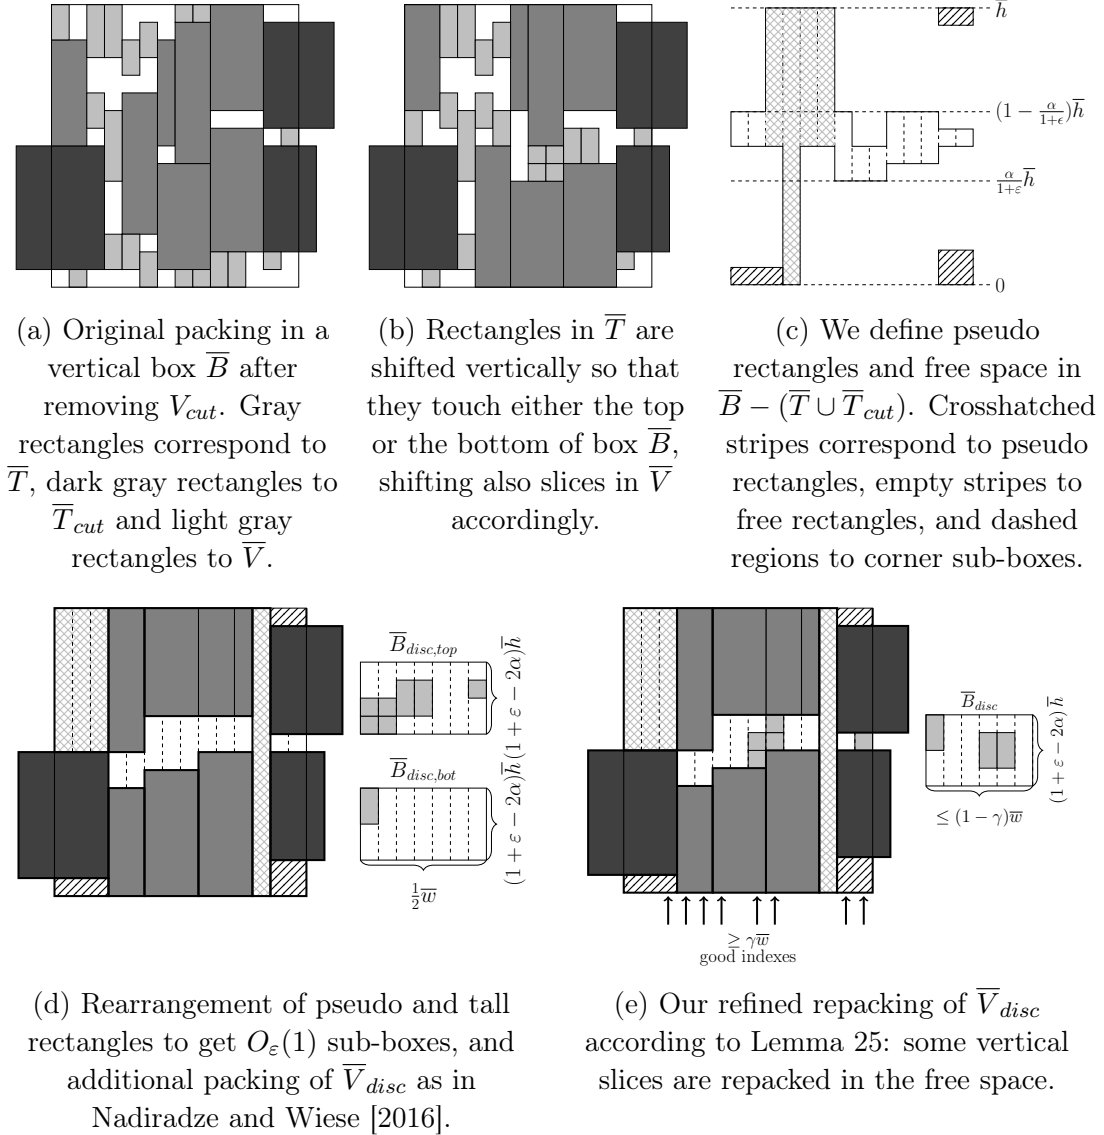 h̅
(1 − α/(1+ϵ))h̅
α/(1+ε) h̅
0
(a) Original packing in a
vertical box B̅ after
removing V_cut. Gray
rectangles correspond to
T̅, dark gray rectangles to
T̅_cut and light gray
rectangles to V̅.
(b) Rectangles in T̅ are
shifted vertically so that
they touch either the top
or the bottom of box B̅,
shifting also slices in V̅
accordingly.
(c) We define pseudo
rectangles and free space in
B̅ − (T̅ ∪ T̅_cut). Crosshatched
stripes correspond to pseudo
rectangles, empty stripes to
free rectangles, and dashed
regions to corner sub-boxes.
B̅_disc,top
(1 + ε − 2α)h̅
B̅_disc,bot
(1 + ε − 2α)h̅
1/2 w̅
B̅_disc
(1 + ε − 2α) h̅
≤ (1 − γ)w̅
≥ γw̅
good indexes
(d) Rearrangement of pseudo and tall
rectangles to get O_ε(1) sub-boxes, and
additional packing of V̅_disc as in
Nadiradze and Wiese [2016].
(e) Our refined repacking of V̅_disc
according to Lemma 25: some vertical
slices are repacked in the free space.